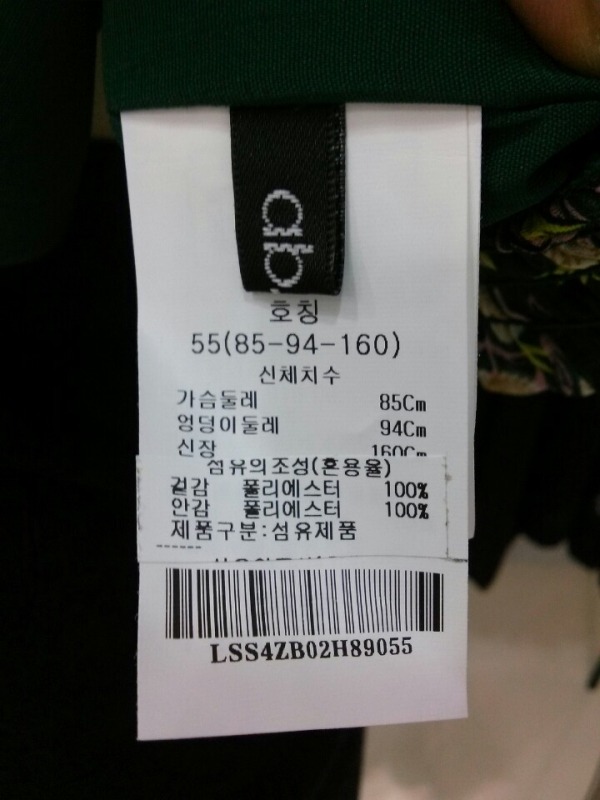 호칭
55(85-94-160)
신체치수
가슴둘레 85Cm
엉덩이둘레 94Cm
신장 160Cm
섬유의조성(혼용율)
겉감 폴리에스터 100%
안감 폴리에스터 100%
제품구분:섬유제품
LSS4ZB02H89055